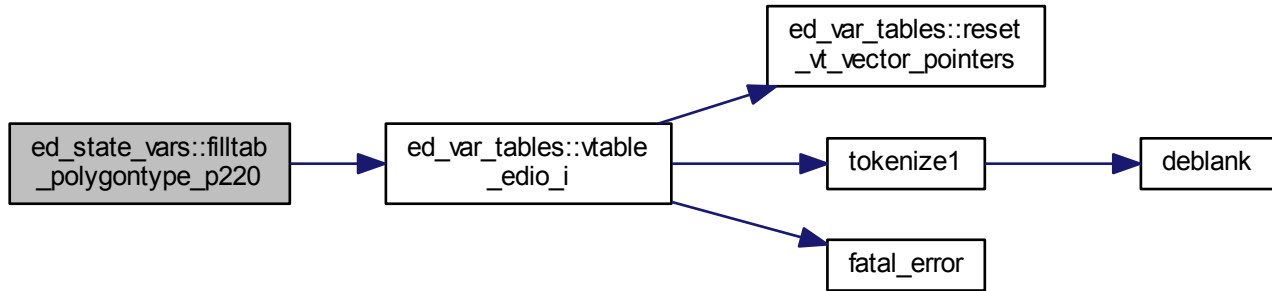 ed_state_vars::filltab
_polygontype_p220
ed_var_tables::vtable
_edio_i
ed_var_tables::reset
_vt_vector_pointers
tokenize1
deblank
fatal_error